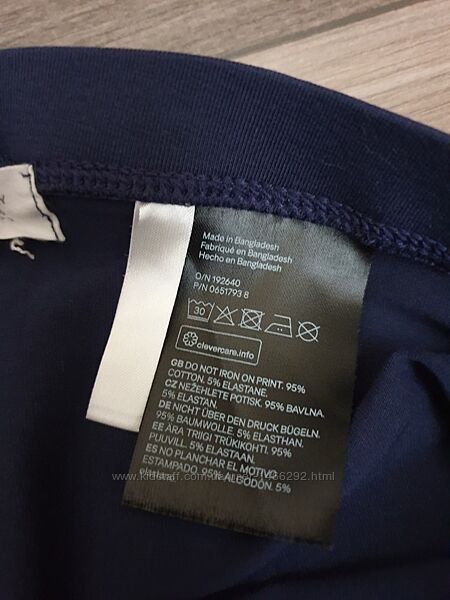 Made in Bangladesh
Fabriqué en Bangladesh
Hecho en Bangladesh
O/N 192640
P/N 0651793 8
30
clevercare.info
GB DO NOT IRON ON PRINT. 95%
COTTON. 5% ELASTANE.
CZ NEŽEHLETE POTISK. 95% BAVLNA.
5% ELASTAN.
DE NICHT ÜBER DEN DRUCK BÜGELN.
95% BAUMWOLLE. 5% ELASTHAN.
EE ÄRA TRIIGI TRÜKIKOHTI. 95%
PUUVILL. 5% ELASTAAN.
ES NO PLANCHAR EL MOTIVO
ESTAMPADO. 95% ALGODÓN. 5%